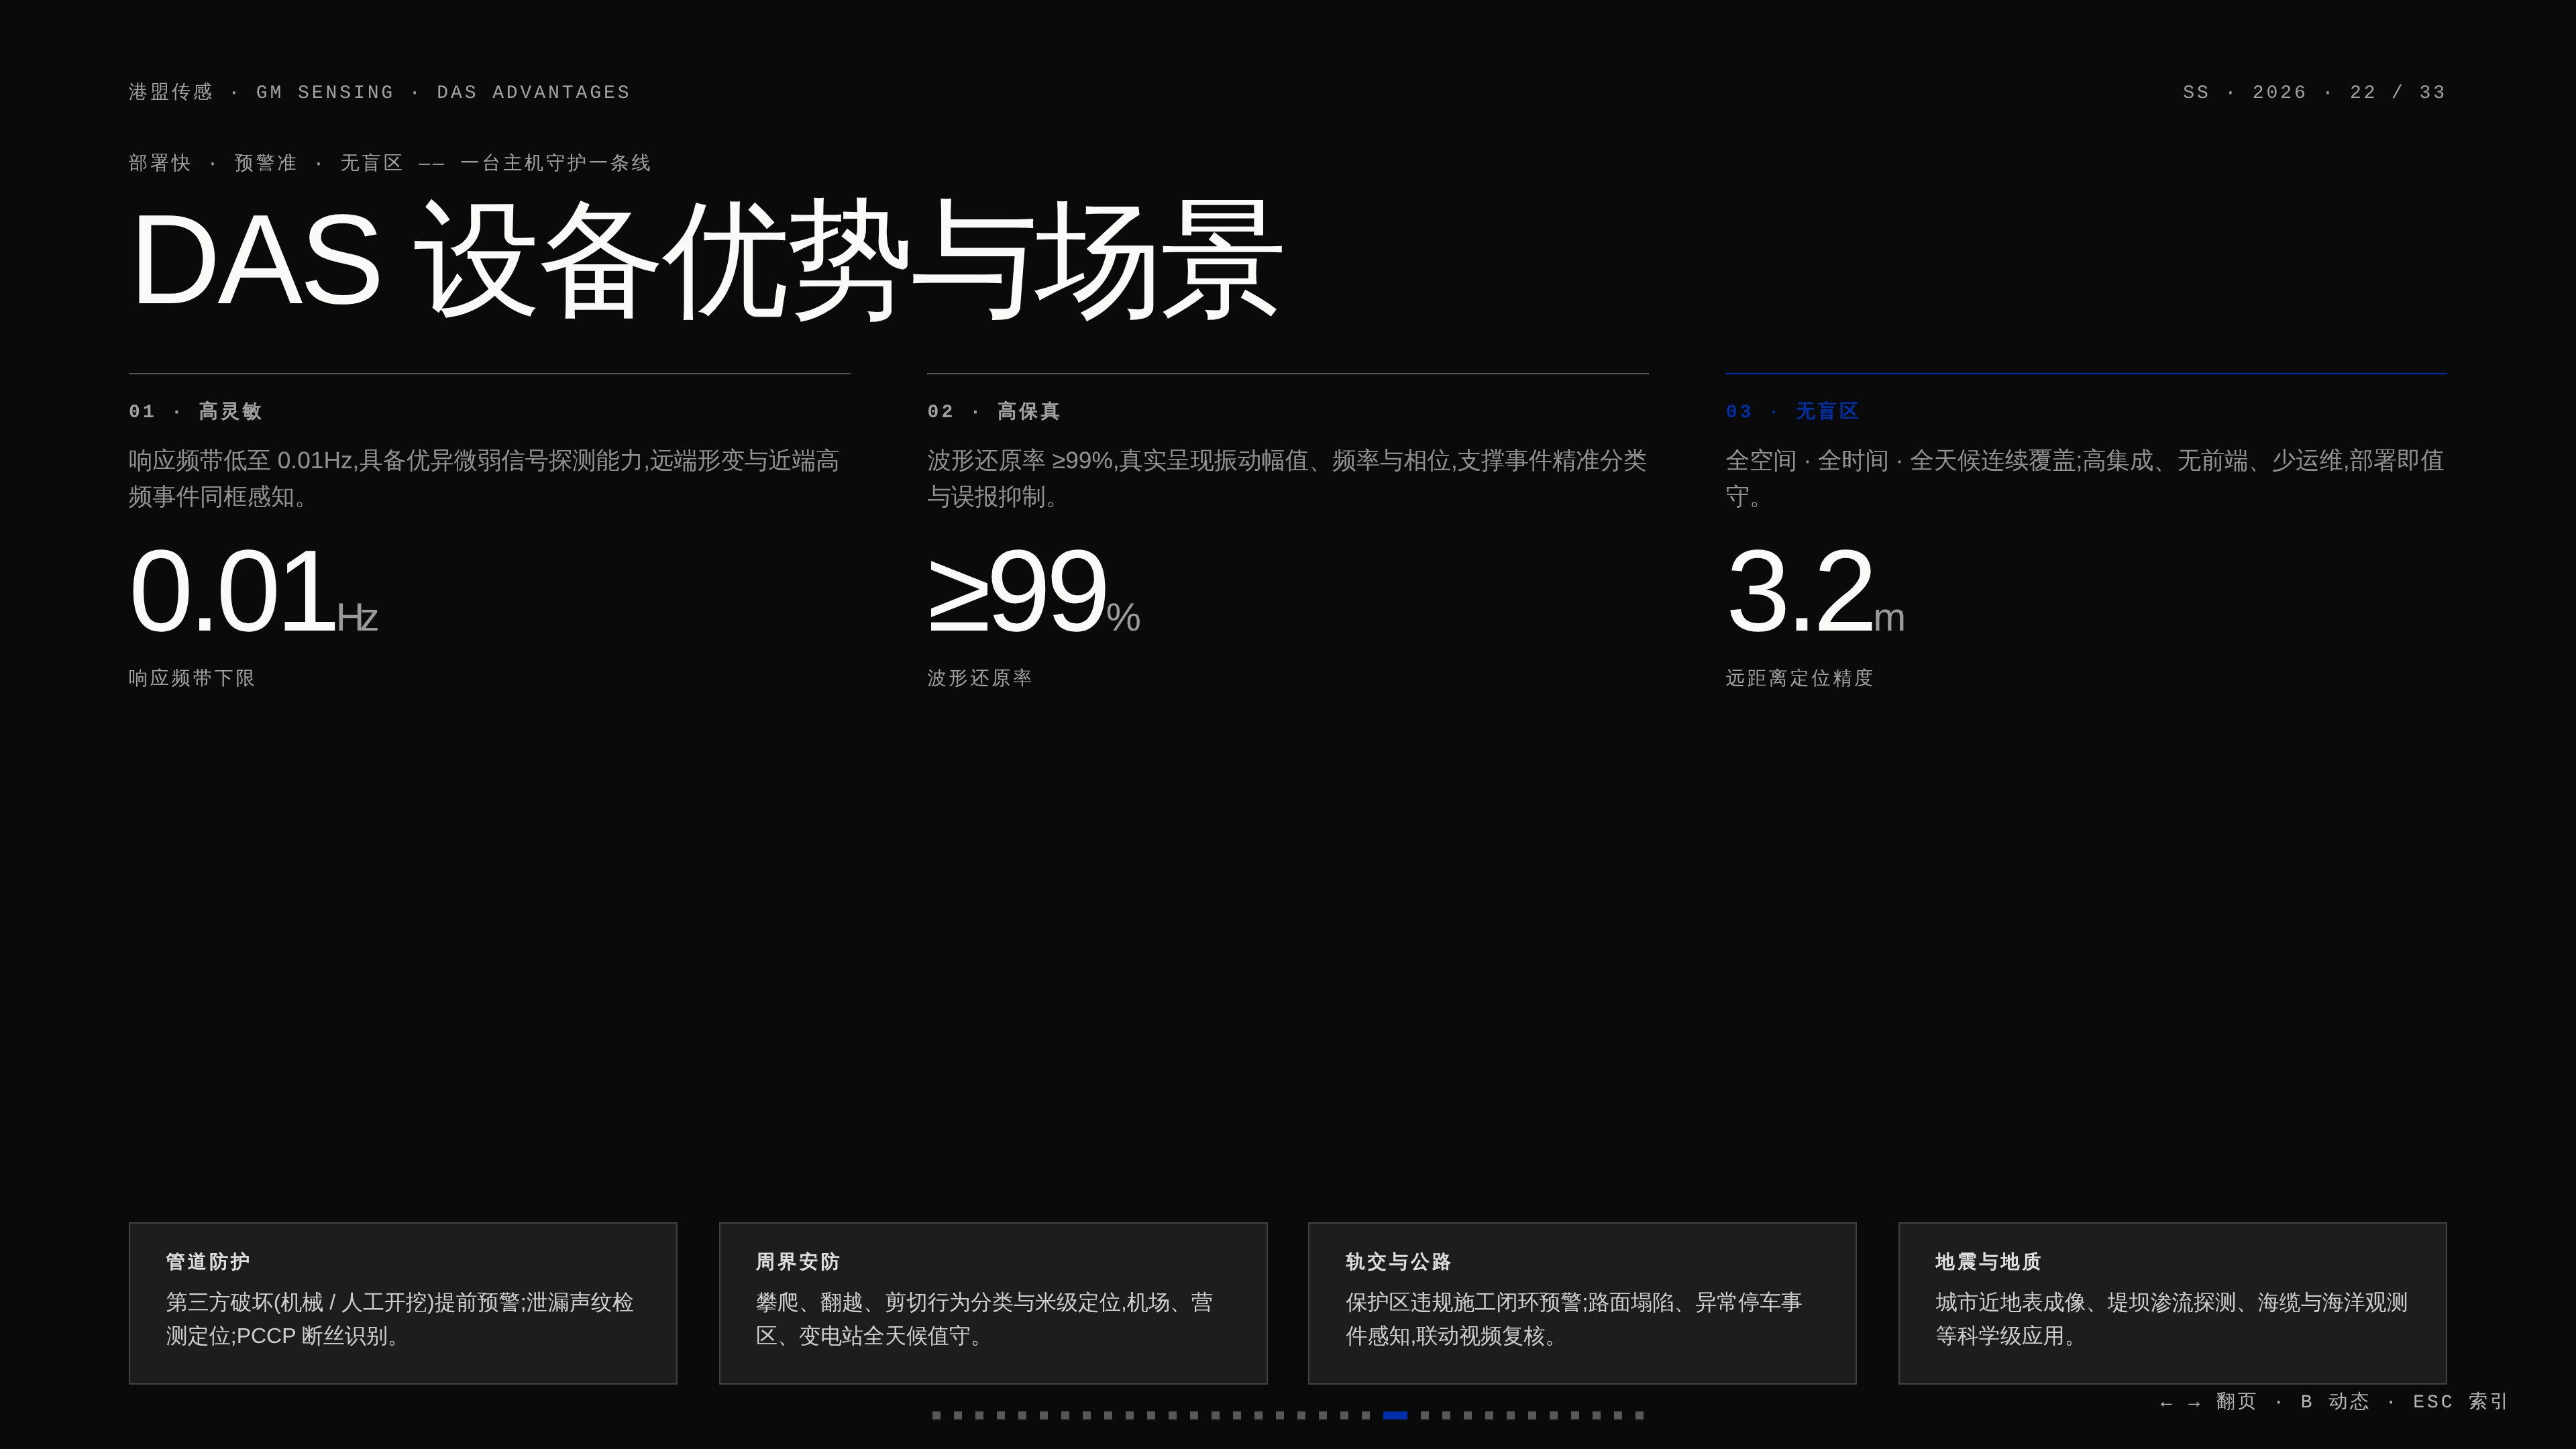 港盟传感 · GM SENSING · DAS ADVANTAGES
SS · 2026 · 22 / 33
部署快 · 预警准 · 无盲区 —— 一台主机守护一条线
DAS 设备优势与场景
01 · 高灵敏
响应频带低至 0.01Hz,具备优异微弱信号探测能力,远端形变与近端高
频事件同框感知。
0.01Hz
响应频带下限
02 · 高保真
波形还原率 ≥99%,真实呈现振动幅值、频率与相位,支撑事件精准分类
与误报抑制。
≥99%
波形还原率
03 · 无盲区
全空间 · 全时间 · 全天候连续覆盖;高集成、无前端、少运维,部署即值
守。
3.2m
远距离定位精度
管道防护
第三方破坏(机械 / 人工开挖)提前预警;泄漏声纹检
测定位;PCCP 断丝识别。
周界安防
攀爬、翻越、剪切行为分类与米级定位,机场、营
区、变电站全天候值守。
轨交与公路
保护区违规施工闭环预警;路面塌陷、异常停车事
件感知,联动视频复核。
地震与地质
城市近地表成像、堤坝渗流探测、海缆与海洋观测
等科学级应用。
← → 翻页 · B 动态 · ESC 索引